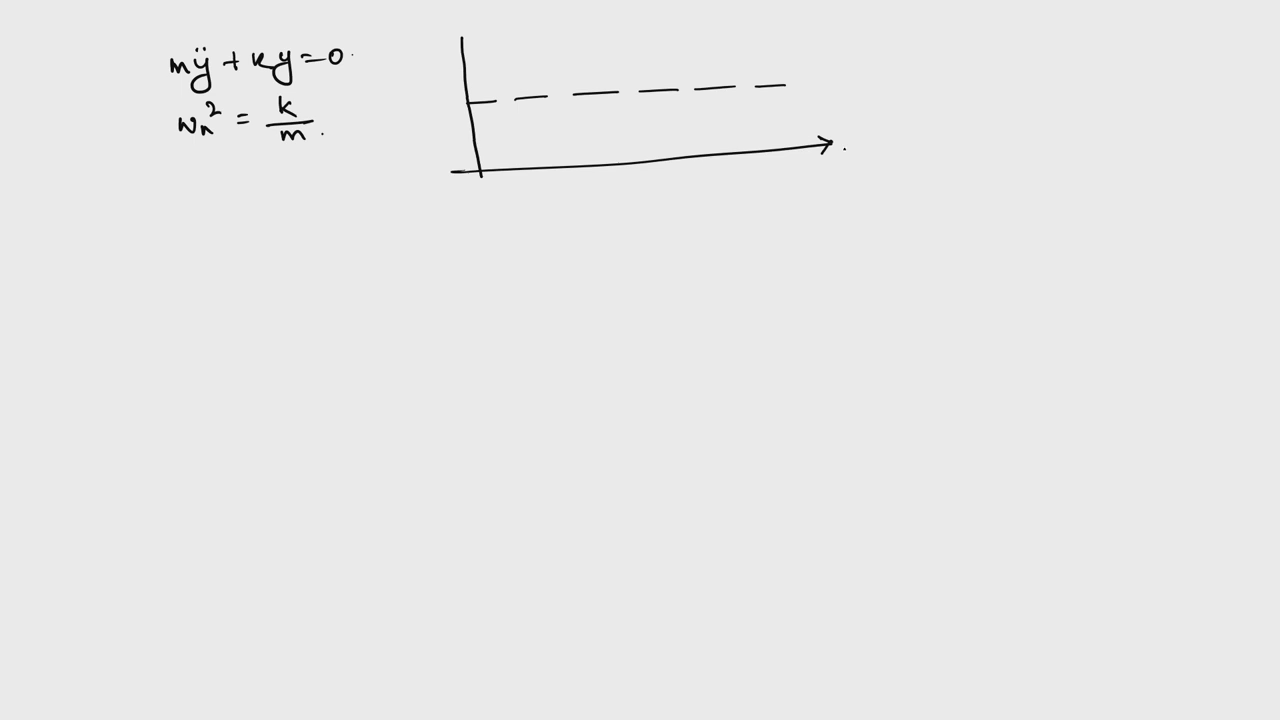 mÿ + ky = 0.
ωₙ² = k/m.